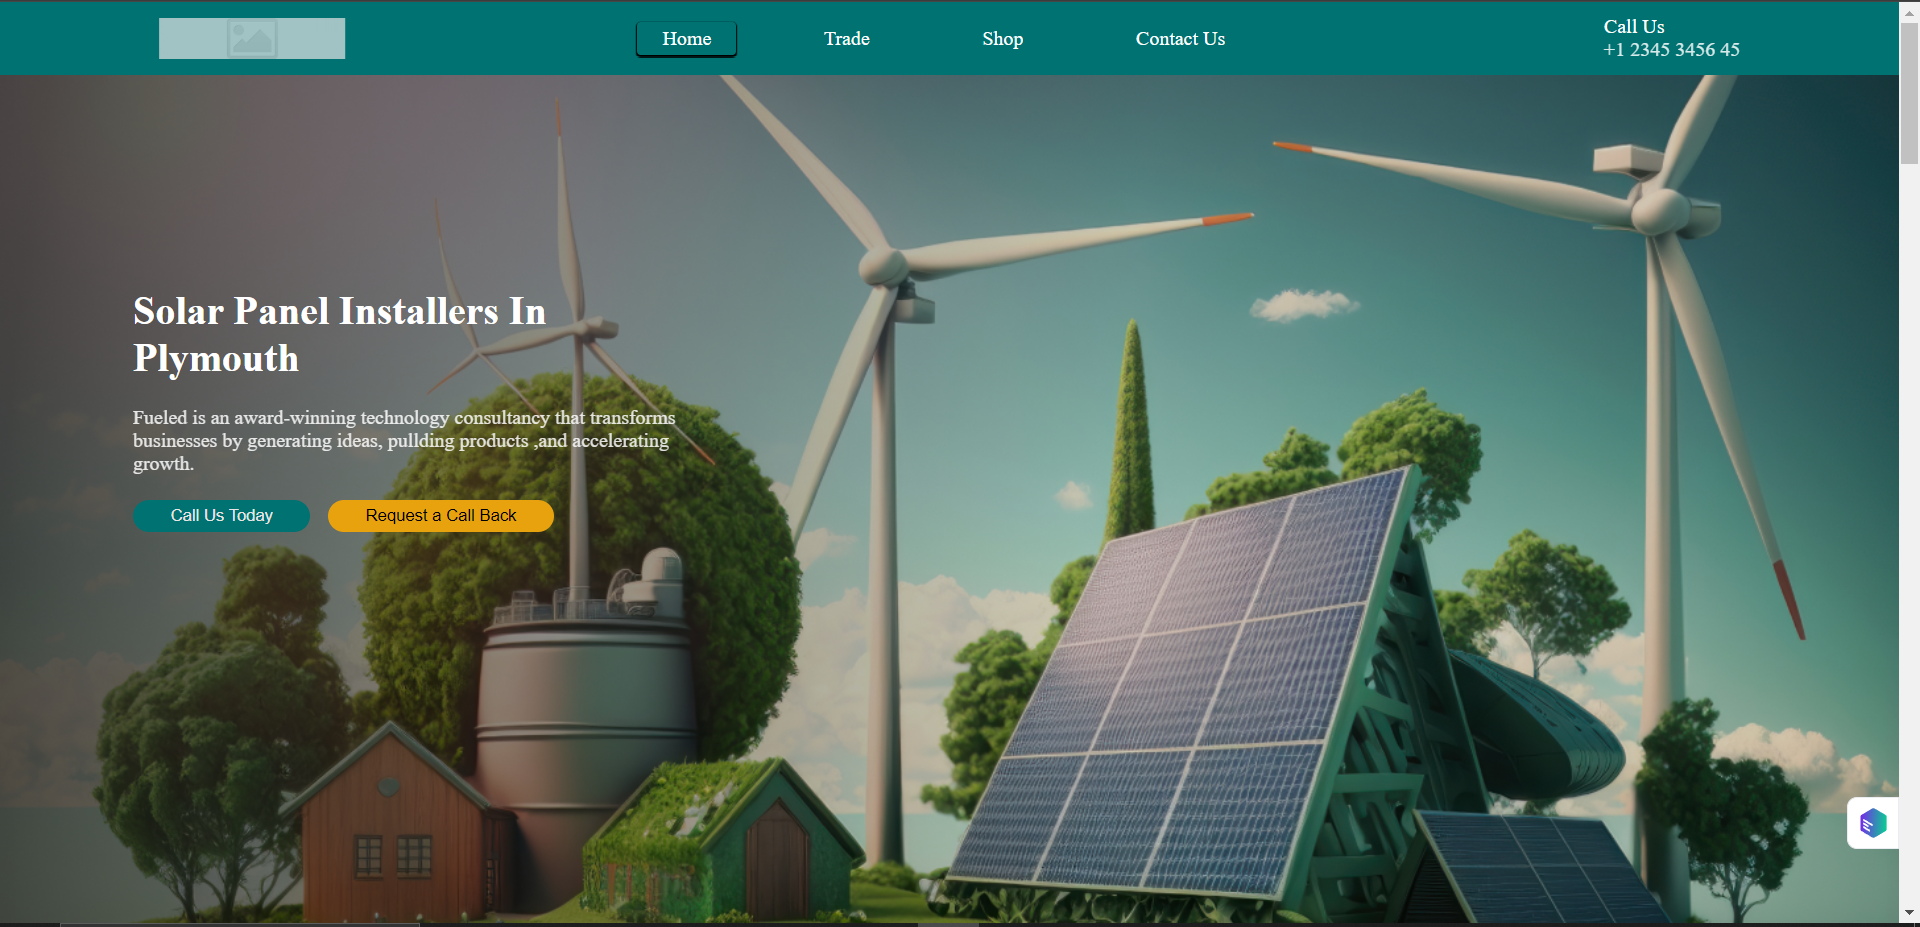 Home
Trade
Shop
Contact Us
Call Us
+1 2345 3456 45
Solar Panel Installers In
Plymouth
Fueled is an award-winning technology consultancy that transforms
businesses by generating ideas, pullding products ,and accelerating
growth.
Call Us Today
Request a Call Back